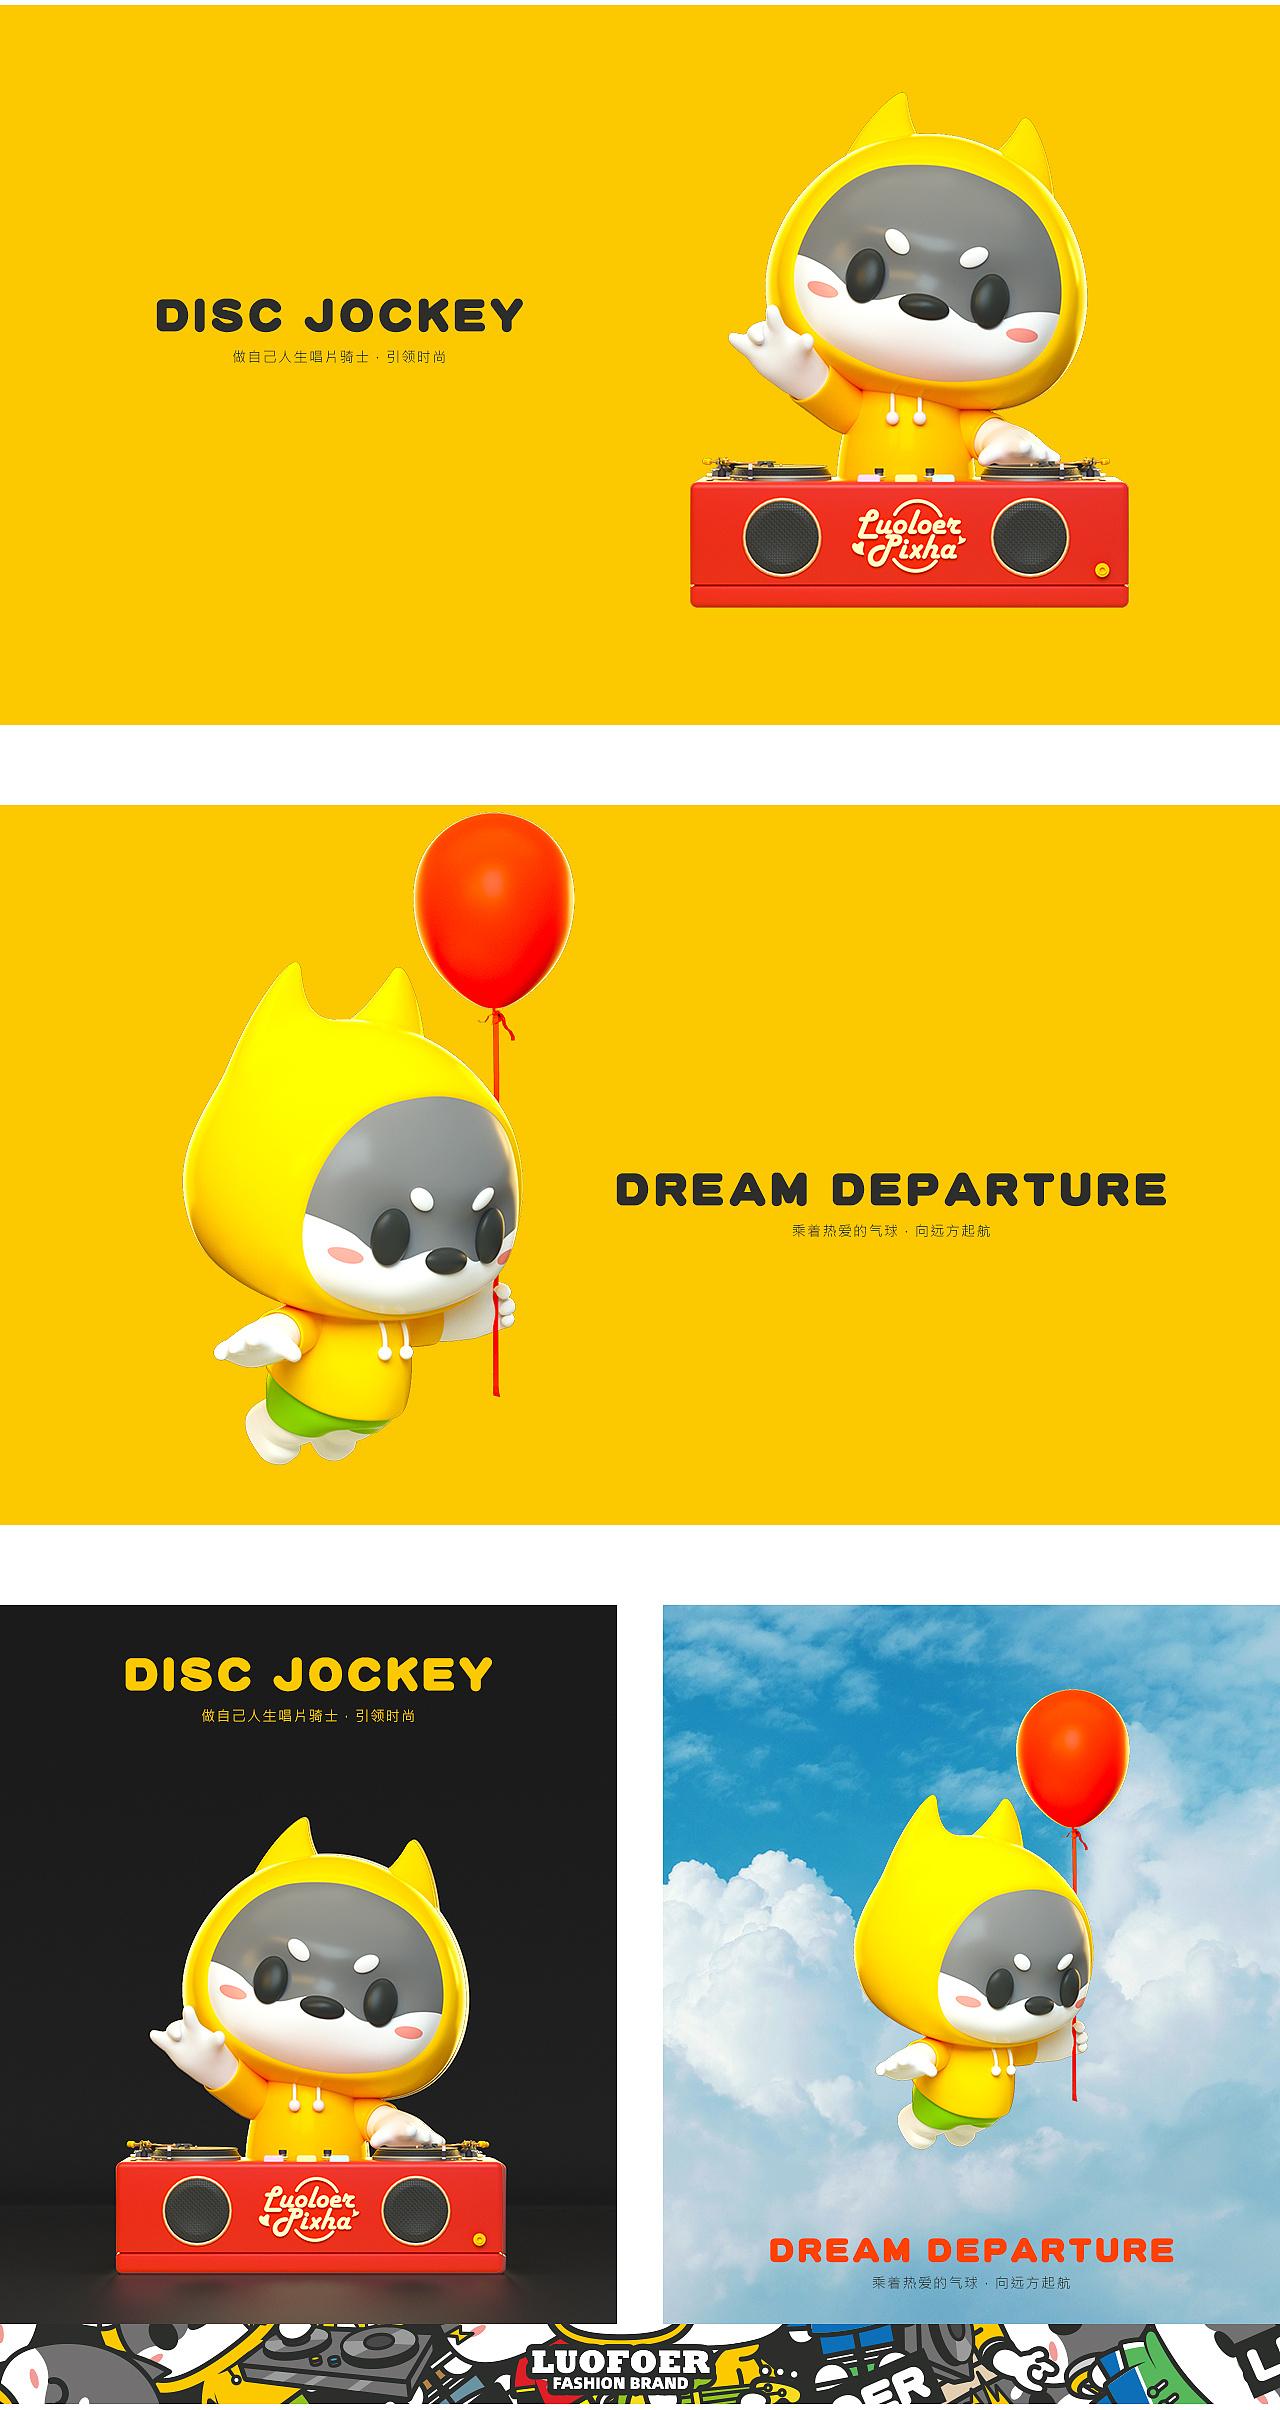 DISC JOCKEY
做自己人生唱片骑士 · 引领时尚
Luoloer
Pixha
DREAM DEPARTURE
乘着热爱的气球 · 向远方起航
DISC JOCKEY
做自己人生唱片骑士 · 引领时尚
Luoloer
Pixha
DREAM DEPARTURE
乘着热爱的气球 · 向远方起航
LUOFOER
FASHION BRAND